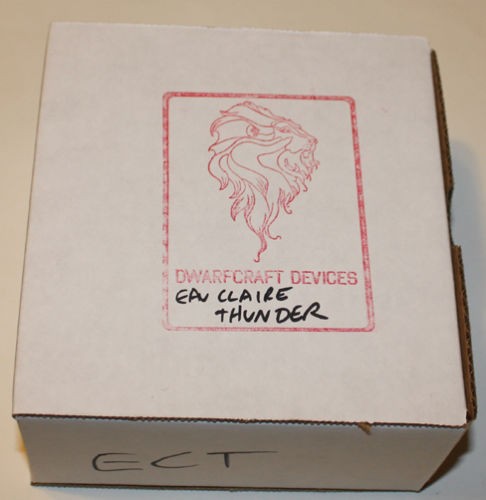 DWARFCRAFT DEVICES
EAU CLAIRE
THUNDER
ECT